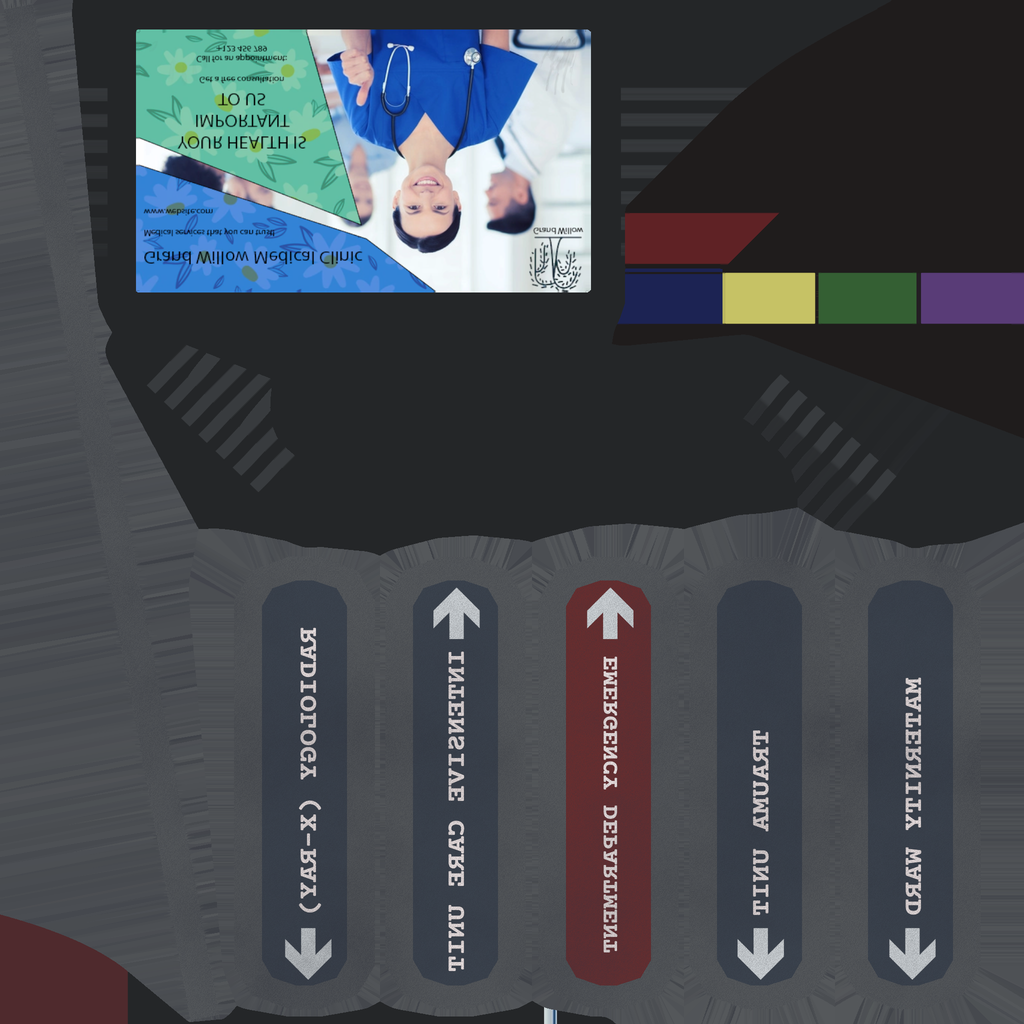 Grand Willow Medical Clinic
Medical services that you can trust!
www.website.com
YOUR HEALTH IS
IMPORTANT
TO US
Get a free consultation
Call for an appointment:
+123 456 789
Grand Willow
RADIOLOGY (X-RAY)
INTENSIVE CARE UNIT
EMERGENCY DEPARTMENT
TRAUMA UNIT
MATERNITY WARD